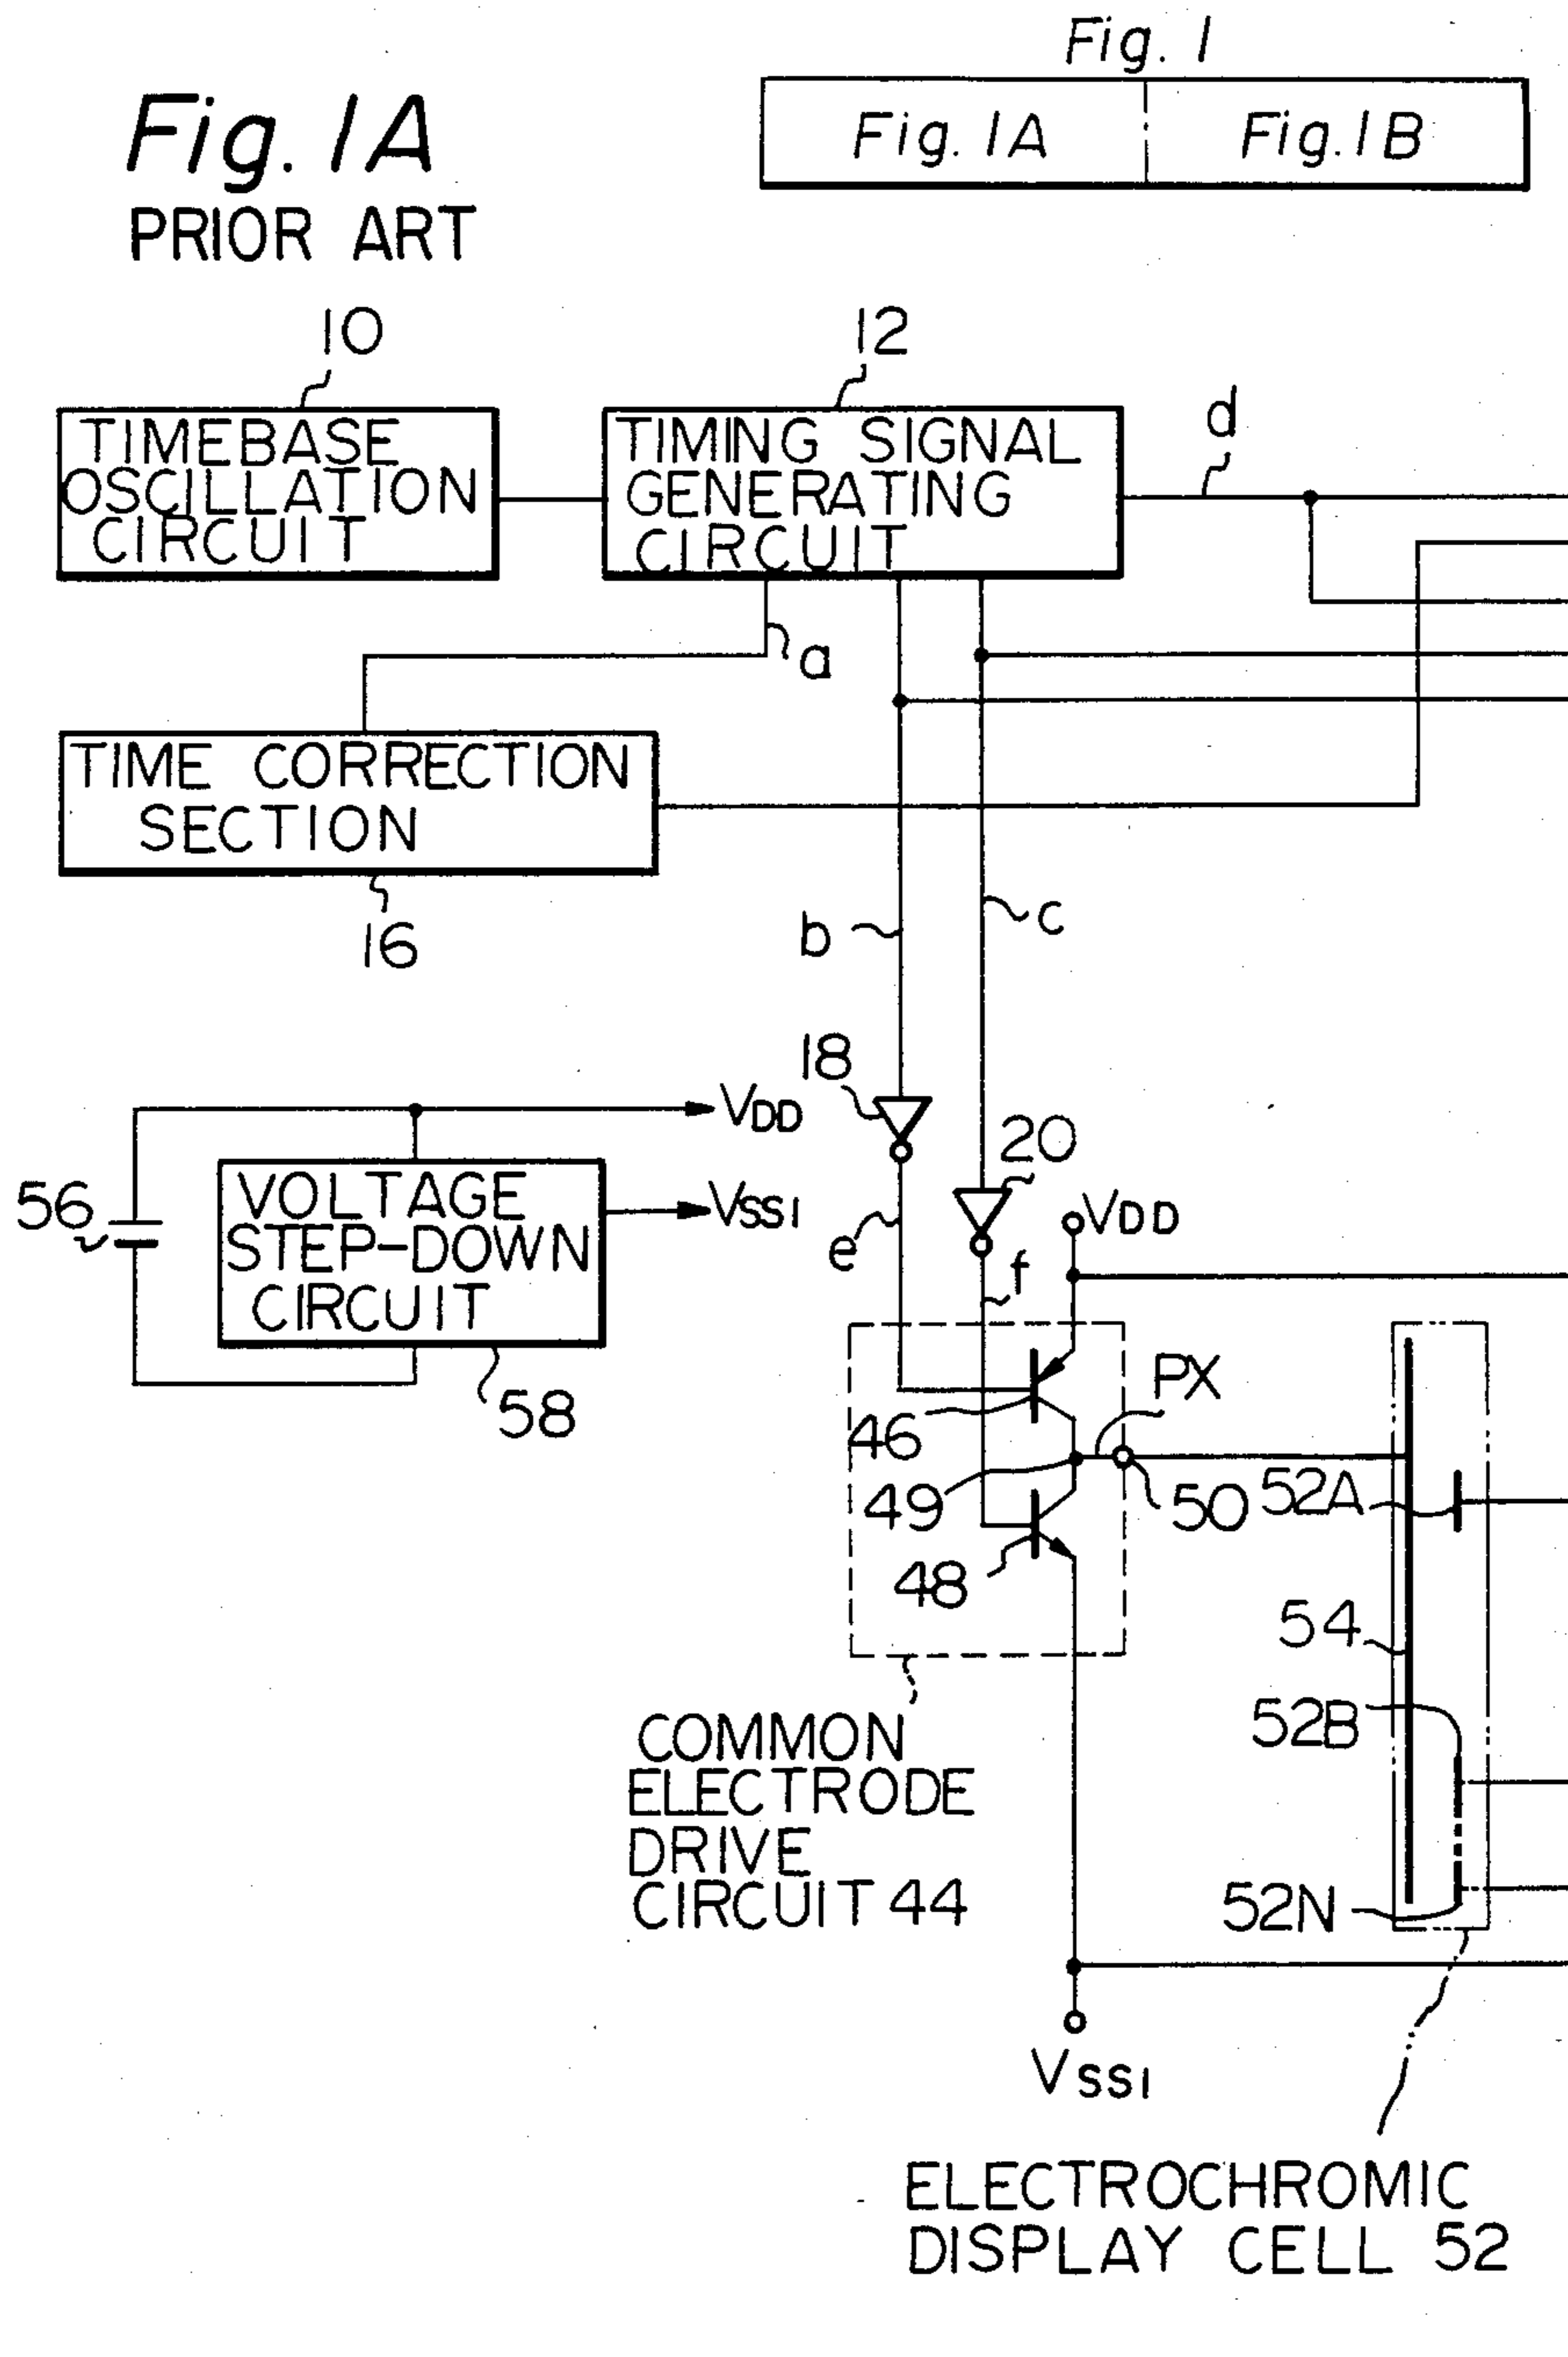 Fig. 1
Fig. 1A
Fig. 1B
Fig. 1A
PRIOR ART
10
12
TIMEBASE
OSCILLATION
CIRCUIT
TIMING SIGNAL
GENERATING
CIRCUIT
d
a
TIME CORRECTION
SECTION
16
b
c
18
VDD
20
56
VOLTAGE
STEP-DOWN
CIRCUIT
VSS1
VDD
e
f
58
46
PX
49
50
52A
48
54
52B
COMMON
ELECTRODE
DRIVE
CIRCUIT 44
52N
VSS1
ELECTROCHROMIC
DISPLAY CELL 52